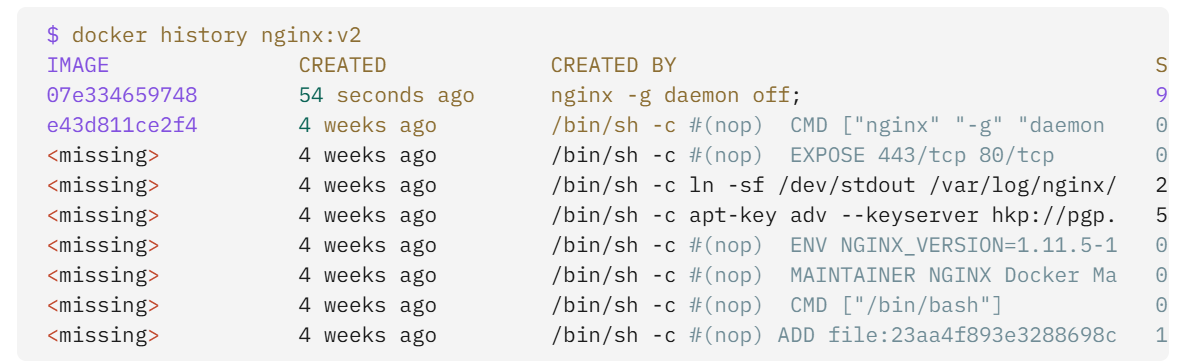 $ docker history nginx:v2
IMAGE CREATED CREATED BY S
07e334659748 54 seconds ago nginx -g daemon off; 9
e43d811ce2f4 4 weeks ago /bin/sh -c #(nop) CMD ["nginx" "-g" "daemon 0
<missing> 4 weeks ago /bin/sh -c #(nop) EXPOSE 443/tcp 80/tcp 0
<missing> 4 weeks ago /bin/sh -c ln -sf /dev/stdout /var/log/nginx/ 2
<missing> 4 weeks ago /bin/sh -c apt-key adv --keyserver hkp://pgp. 5
<missing> 4 weeks ago /bin/sh -c #(nop) ENV NGINX_VERSION=1.11.5-1 0
<missing> 4 weeks ago /bin/sh -c #(nop) MAINTAINER NGINX Docker Ma 0
<missing> 4 weeks ago /bin/sh -c #(nop) CMD ["/bin/bash"] 0
<missing> 4 weeks ago /bin/sh -c #(nop) ADD file:23aa4f893e3288698c 1